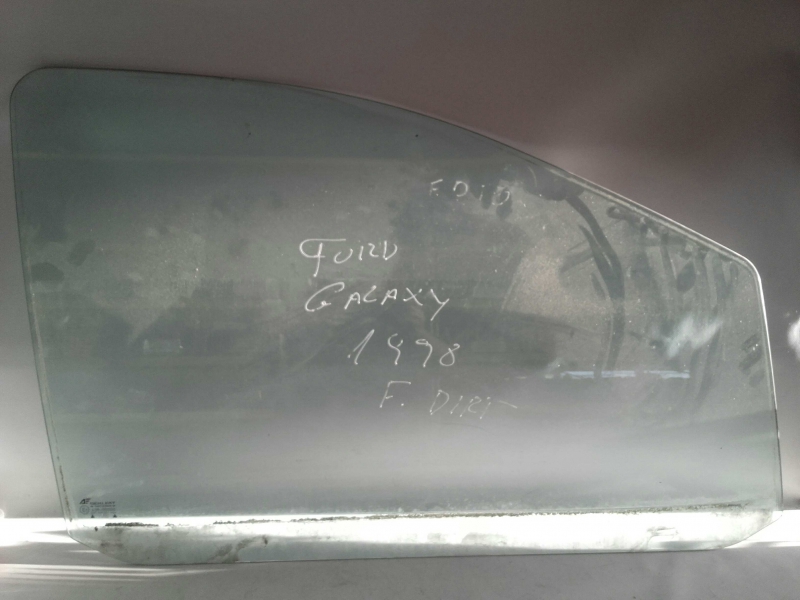 F D I D
FORD
GALAXY
1998
F. DIRT